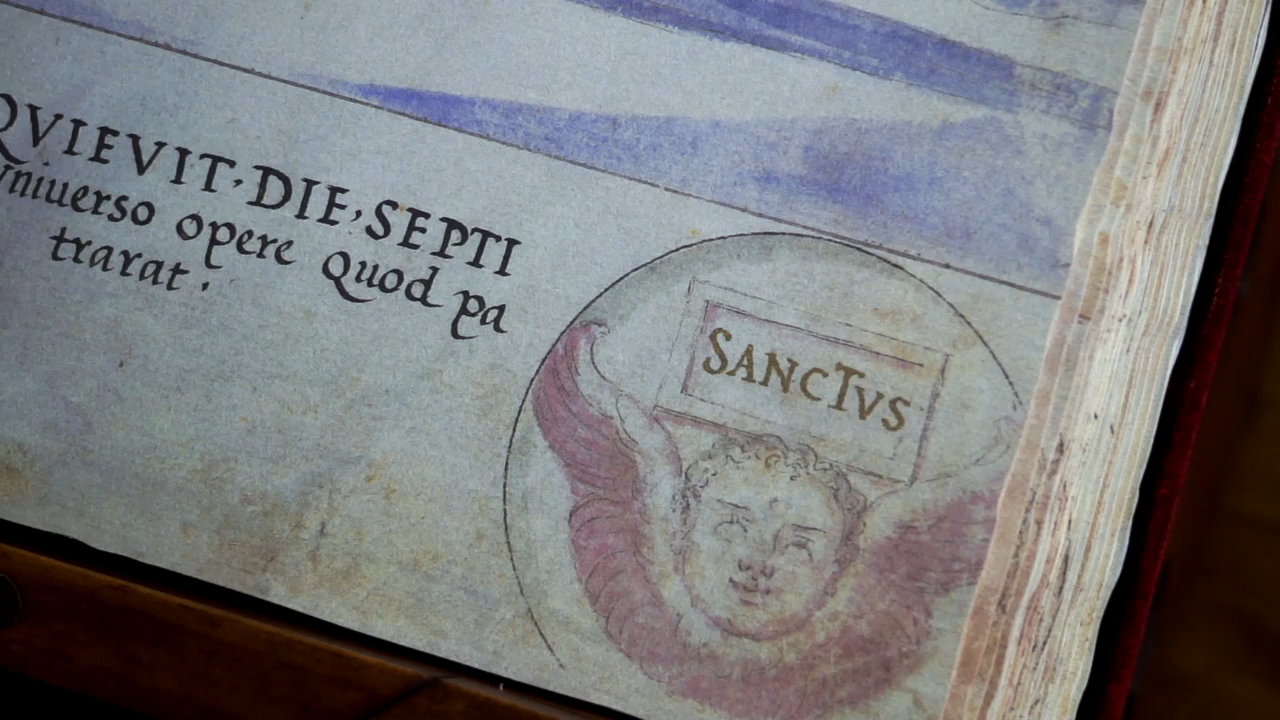 QVIEVIT · DIE · SEPTI
Vniuerso opere Quod pa
trarat :
SANCTVS